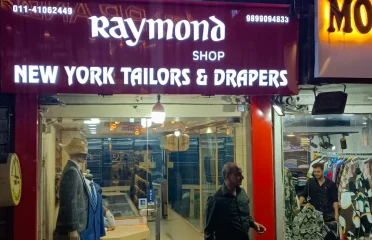 011-41062449
9899094833
Raymond
SHOP
NEW YORK TAILORS & DRAPERS
MO